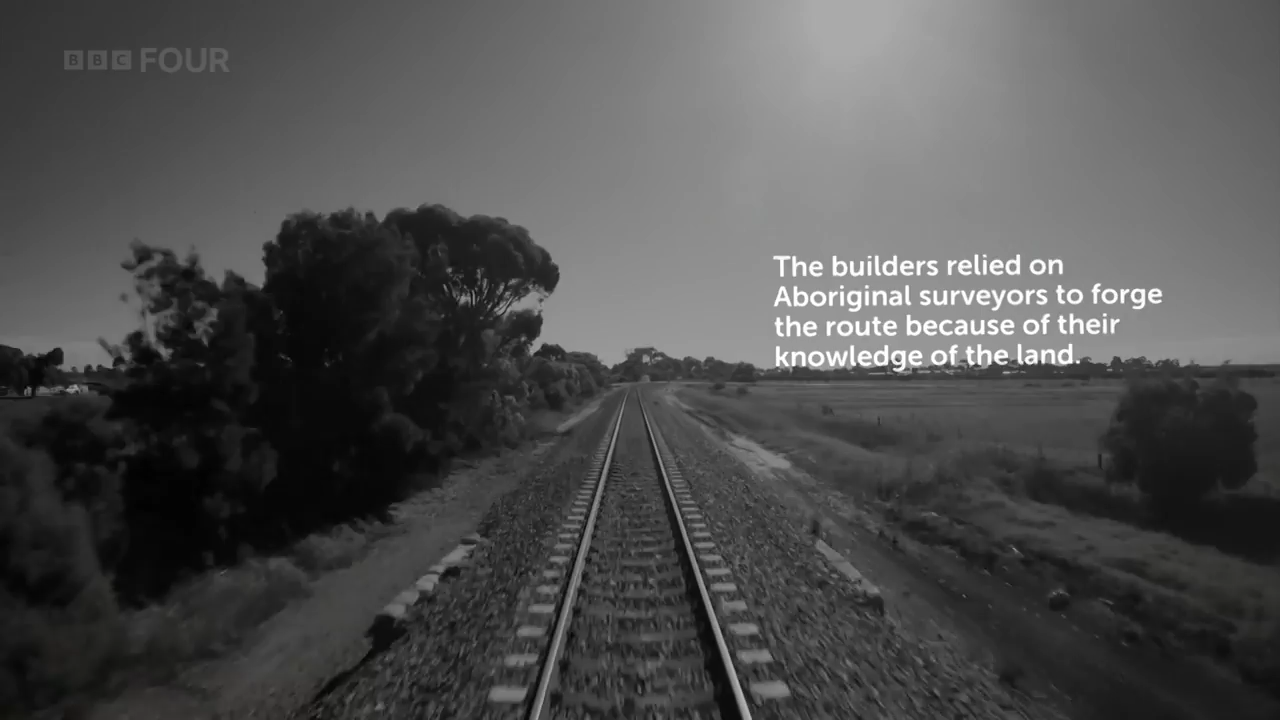 BBC FOUR
The builders relied on
Aboriginal surveyors to forge
the route because of their
knowledge of the land.